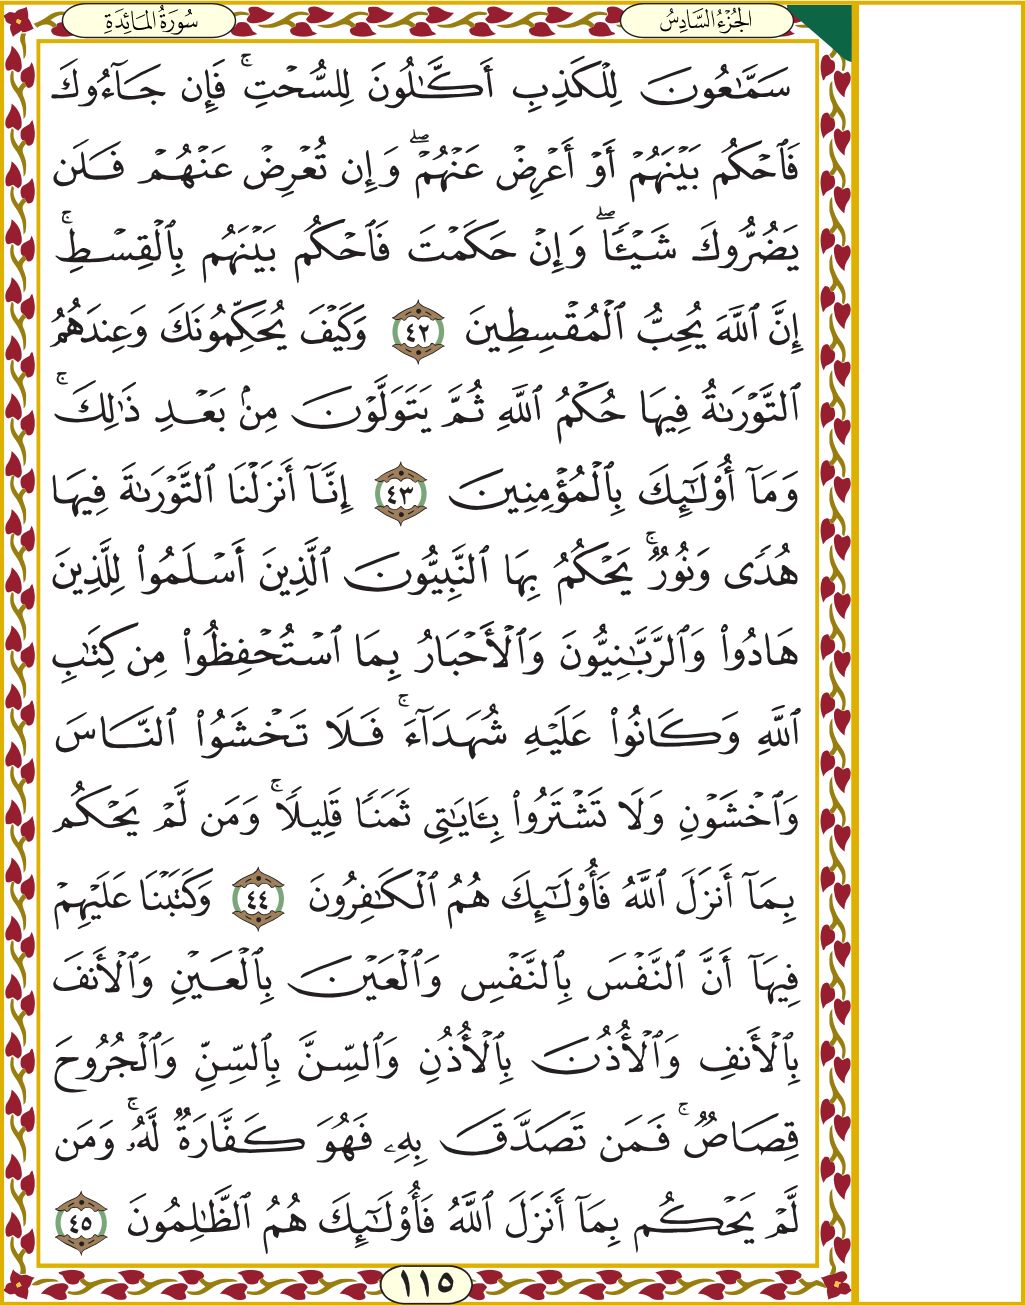 الجُزْءُ السَّادِسُ
سُورَةُ المَائِدَةِ
سَمَّٰعُونَ لِلۡكَذِبِ أَكَّٰلُونَ لِلسُّحۡتِۚ فَإِن جَآءُوكَ
فَٱحۡكُم بَيۡنَهُمۡ أَوۡ أَعۡرِضۡ عَنۡهُمۡۖ وَإِن تُعۡرِضۡ عَنۡهُمۡ فَلَن
يَضُرُّوكَ شَيۡـٔٗاۖ وَإِنۡ حَكَمۡتَ فَٱحۡكُم بَيۡنَهُم بِٱلۡقِسۡطِۚ
إِنَّ ٱللَّهَ يُحِبُّ ٱلۡمُقۡسِطِينَ ٤٢ وَكَيۡفَ يُحَكِّمُونَكَ وَعِندَهُمُ
ٱلتَّوۡرَىٰةُ فِيهَا حُكۡمُ ٱللَّهِ ثُمَّ يَتَوَلَّوۡنَ مِنۢ بَعۡدِ ذَٰلِكَۚ
وَمَآ أُوْلَٰٓئِكَ بِٱلۡمُؤۡمِنِينَ ٤٣ إِنَّآ أَنزَلۡنَا ٱلتَّوۡرَىٰةَ فِيهَا
هُدٗى وَنُورٞۚ يَحۡكُمُ بِهَا ٱلنَّبِيُّونَ ٱلَّذِينَ أَسۡلَمُواْ لِلَّذِينَ
هَادُواْ وَٱلرَّبَّٰنِيُّونَ وَٱلۡأَحۡبَارُ بِمَا ٱسۡتُحۡفِظُواْ مِن كِتَٰبِ
ٱللَّهِ وَكَانُواْ عَلَيۡهِ شُهَدَآءَۚ فَلَا تَخۡشَوُاْ ٱلنَّاسَ
وَٱخۡشَوۡنِ وَلَا تَشۡتَرُواْ بِـَٔايَٰتِي ثَمَنٗا قَلِيلٗاۚ وَمَن لَّمۡ يَحۡكُم
بِمَآ أَنزَلَ ٱللَّهُ فَأُوْلَٰٓئِكَ هُمُ ٱلۡكَٰفِرُونَ ٤٤ وَكَتَبۡنَا عَلَيۡهِمۡ
فِيهَآ أَنَّ ٱلنَّفۡسَ بِٱلنَّفۡسِ وَٱلۡعَيۡنَ بِٱلۡعَيۡنِ وَٱلۡأَنفَ
بِٱلۡأَنفِ وَٱلۡأُذُنَ بِٱلۡأُذُنِ وَٱلسِّنَّ بِٱلسِّنِّ وَٱلۡجُرُوحَ
قِصَاصٞۚ فَمَن تَصَدَّقَ بِهِۦ فَهُوَ كَفَّارَةٞ لَّهُۥۚ وَمَن
لَّمۡ يَحۡكُم بِمَآ أَنزَلَ ٱللَّهُ فَأُوْلَٰٓئِكَ هُمُ ٱلظَّٰلِمُونَ ٤٥
١١٥